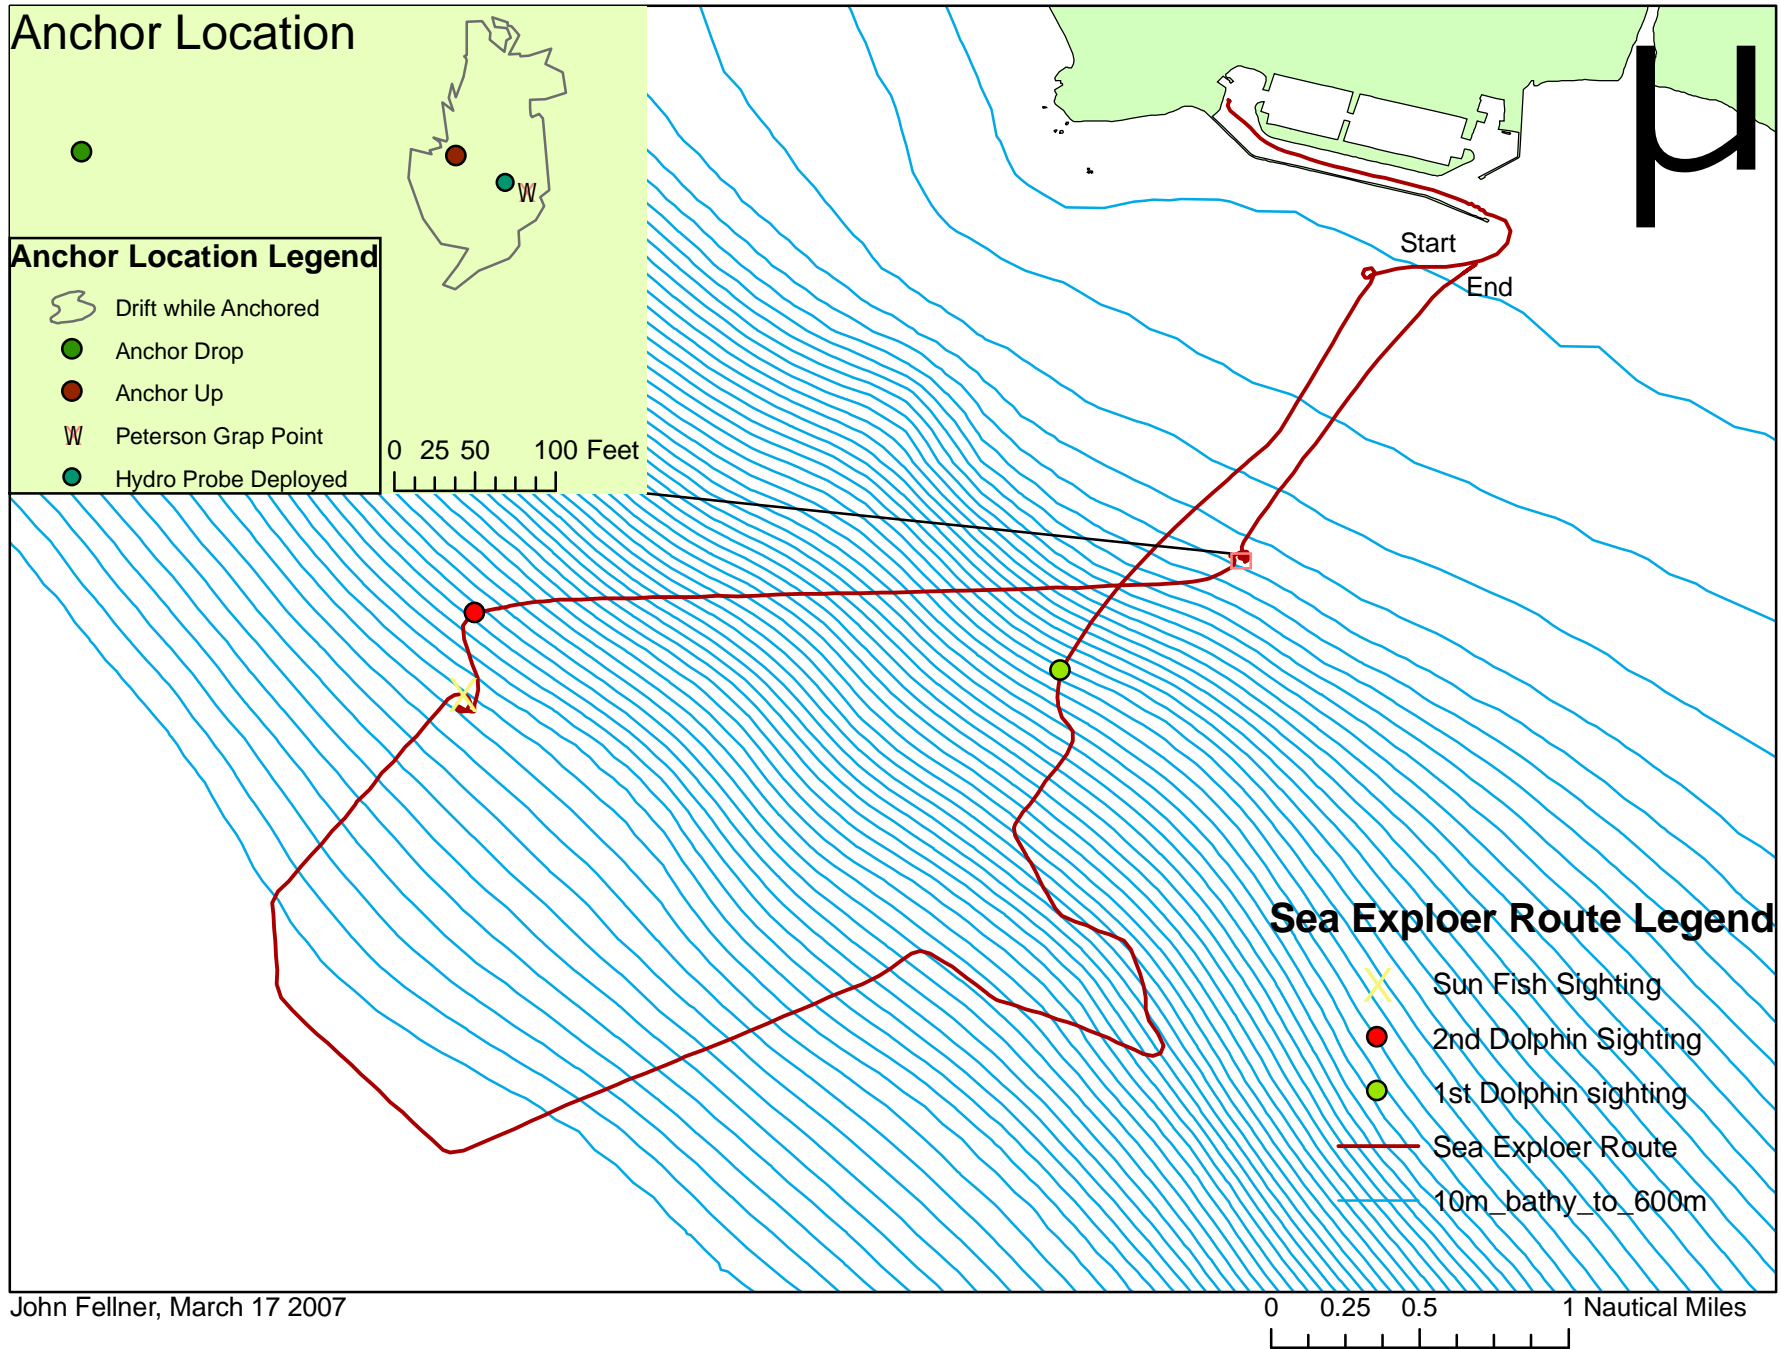 Anchor Location
W
Anchor Location Legend
Drift while Anchored
Anchor Drop
Anchor Up
W Peterson Grap Point
Hydro Probe Deployed
0 25 50 100 Feet
µ
Start
End
Sea Exploer Route Legend
Sun Fish Sighting
2nd Dolphin Sighting
1st Dolphin sighting
Sea Exploer Route
10m_bathy_to_600m
John Fellner, March 17 2007
0 0.25 0.5 1 Nautical Miles